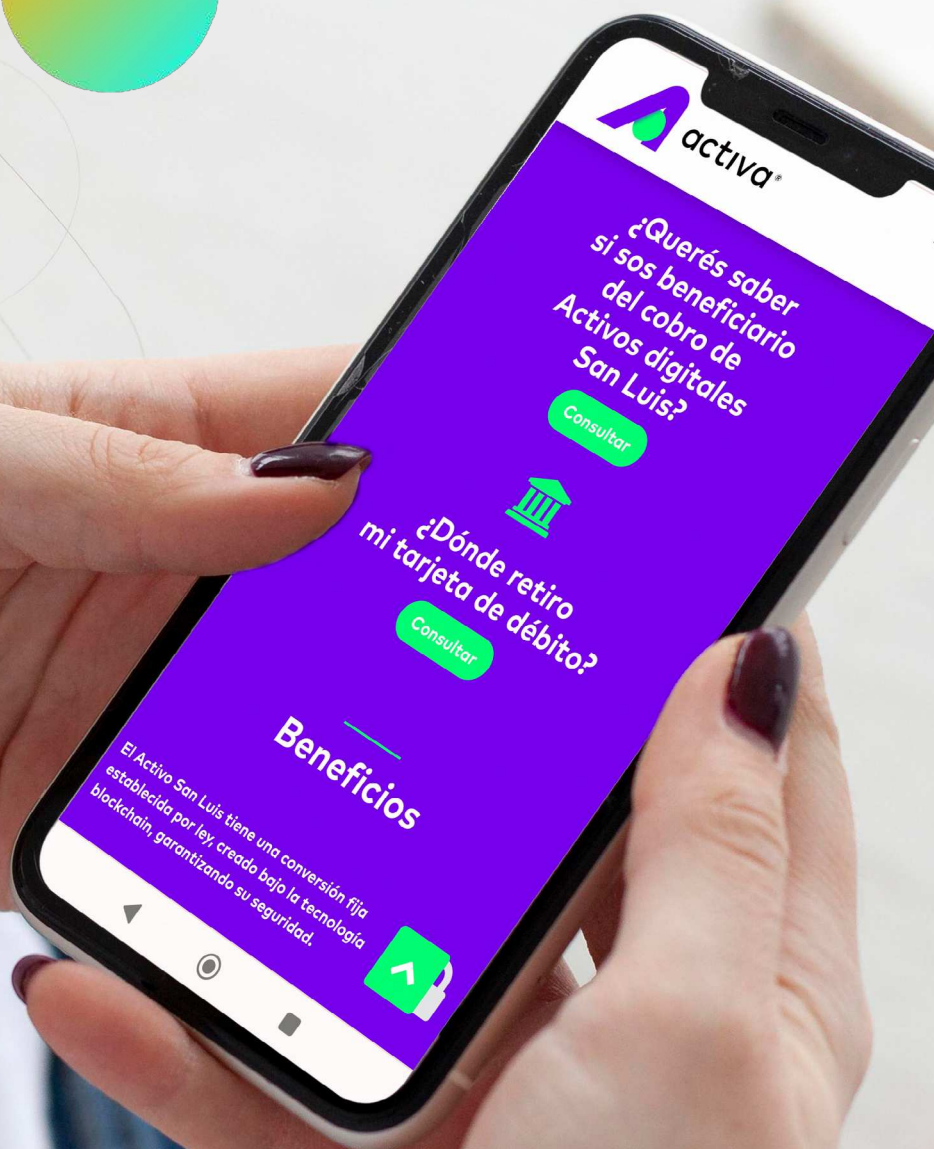 activa®
¿Querés saber
si sos beneficiario
del cobro de
Activos digitales
San Luis?
Consultar
¿Dónde retiro
mi tarjeta de débito?
Consultar
Beneficios
El Activo San Luis tiene una conversión fija
establecida por ley, creado bajo la tecnología
blockchain, garantizando su seguridad.